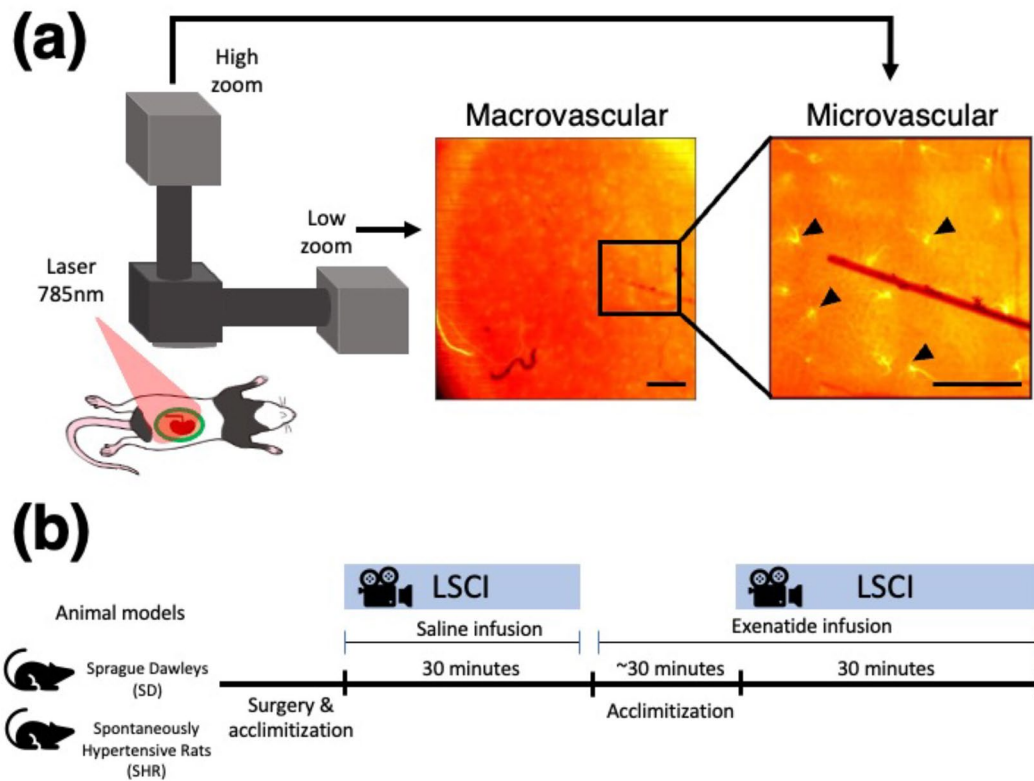 (a)
High
zoom
Low
zoom
Laser
785nm
Macrovascular
Microvascular
(b)
Animal models
Sprague Dawleys
(SD)
Spontaneously
Hypertensive Rats
(SHR)
LSCI
LSCI
Saline infusion
Exenatide infusion
30 minutes
~30 minutes
30 minutes
Surgery &
acclimitization
Acclimitization